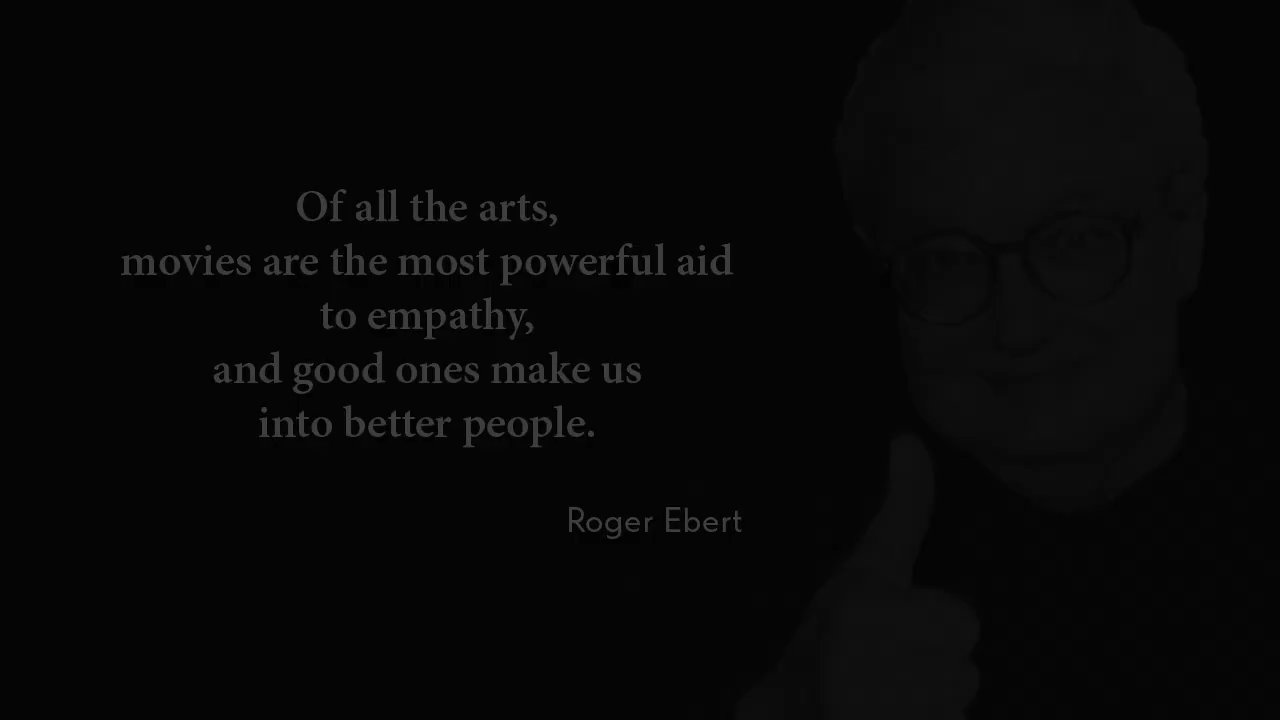 Of all the arts,
movies are the most powerful aid
to empathy,
and good ones make us
into better people.
Roger Ebert